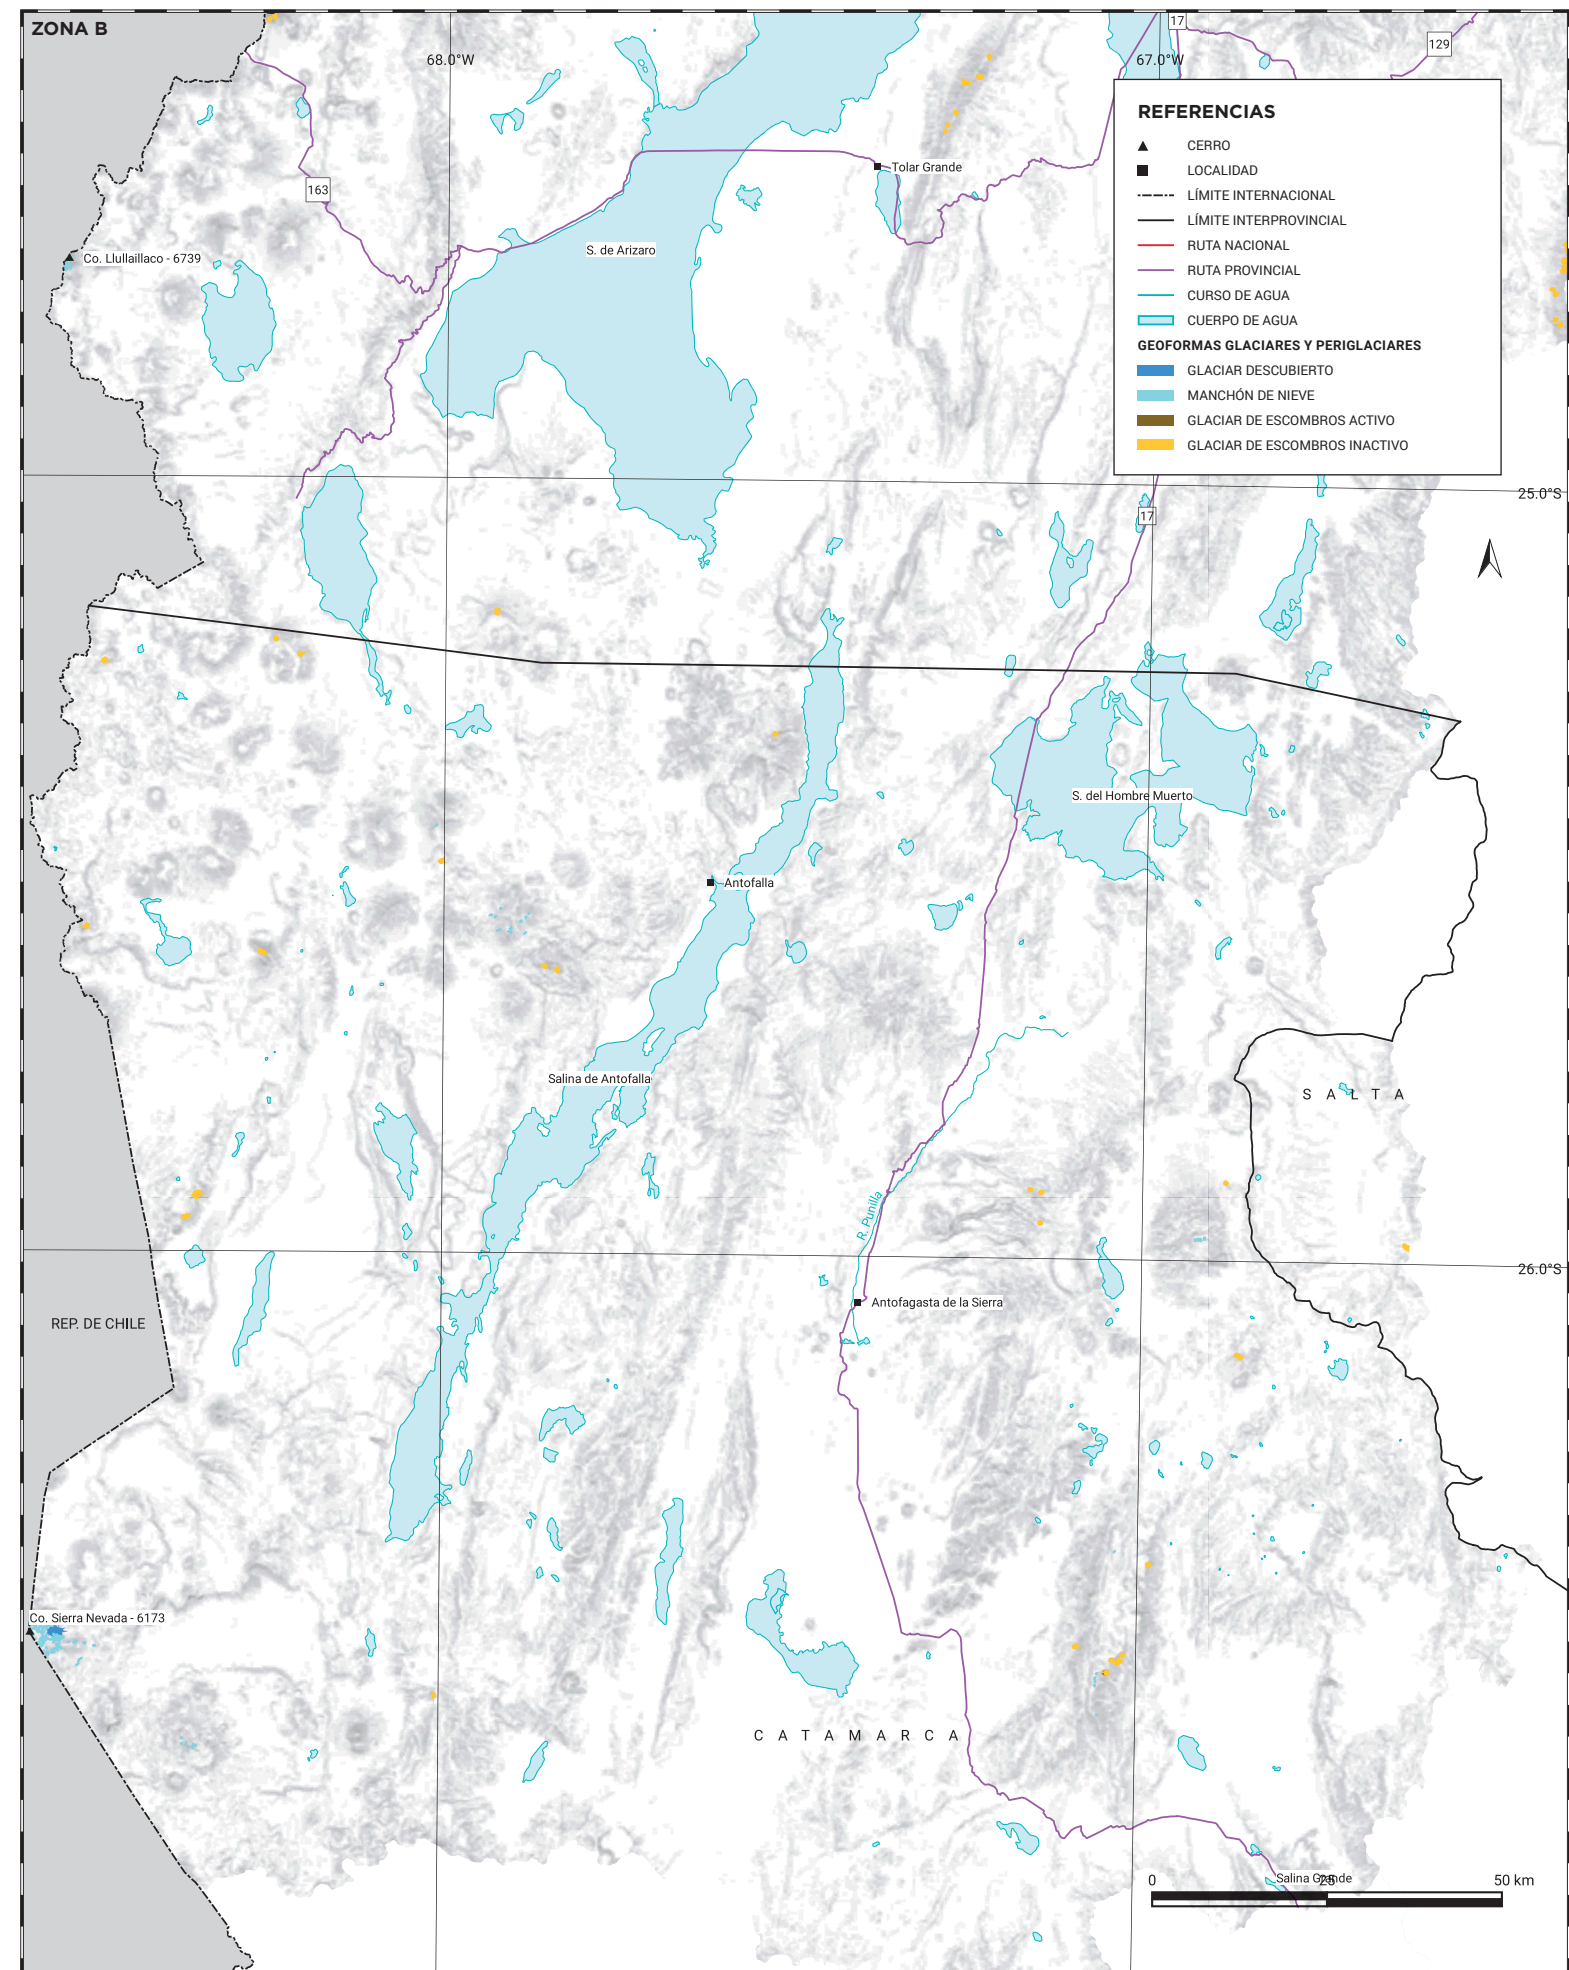 ZONA B
17
129
68.0°W
67.0°W
REFERENCIAS
CERRO
LOCALIDAD
LÍMITE INTERNACIONAL
LÍMITE INTERPROVINCIAL
RUTA NACIONAL
RUTA PROVINCIAL
CURSO DE AGUA
CUERPO DE AGUA
GEOFORMAS GLACIARES Y PERIGLACIARES
GLACIAR DESCUBIERTO
MANCHÓN DE NIEVE
GLACIAR DE ESCOMBROS ACTIVO
GLACIAR DE ESCOMBROS INACTIVO
Tolar Grande
163
S. de Arizaro
Co. Llullaillaco - 6739
25.0°S
17
S. del Hombre Muerto
Antofalla
Salina de Antofalla
S A L T A
R. Punilla
26.0°S
Antofagasta de la Sierra
REP. DE CHILE
Co. Sierra Nevada - 6173
C A T A M A R C A
Salina Grande
0 25 50 km